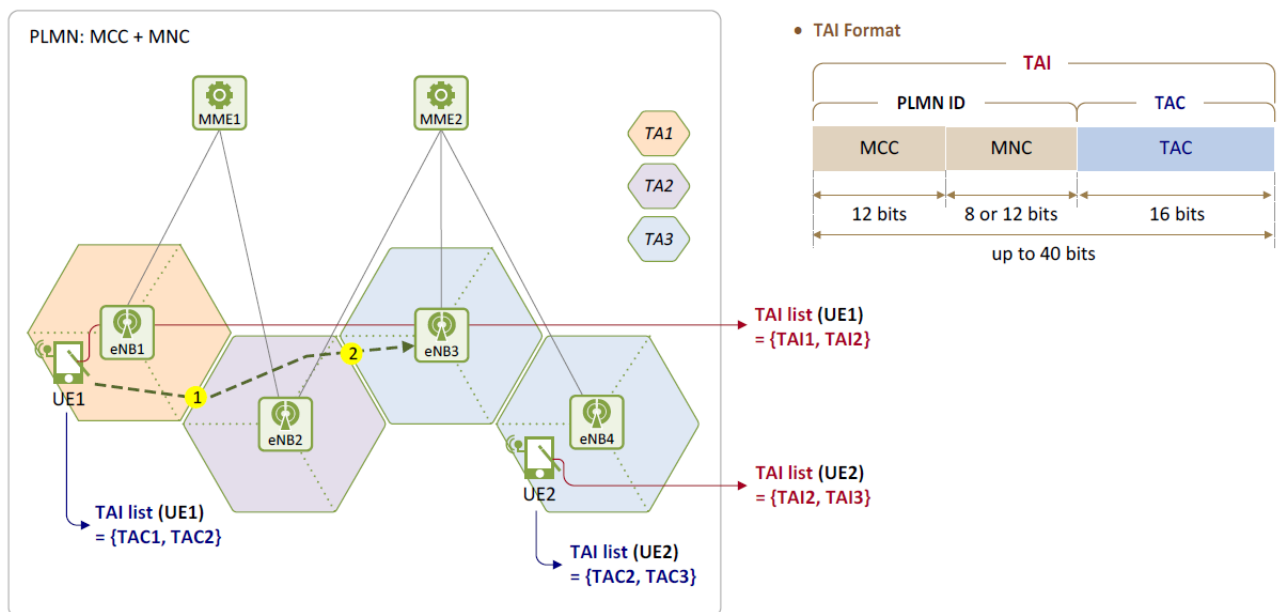 PLMN: MCC + MNC
MME1
MME2
TA1
TA2
TA3
eNB1
eNB3
2
UE1
1
eNB2
eNB4
UE2
TAI list (UE1)
= {TAC1, TAC2}
TAI list (UE2)
= {TAC2, TAC3}
TAI list (UE1)
= {TAI1, TAI2}
TAI list (UE2)
= {TAI2, TAI3}
• TAI Format
TAI
PLMN ID TAC
MCC MNC TAC
12 bits 8 or 12 bits 16 bits
up to 40 bits